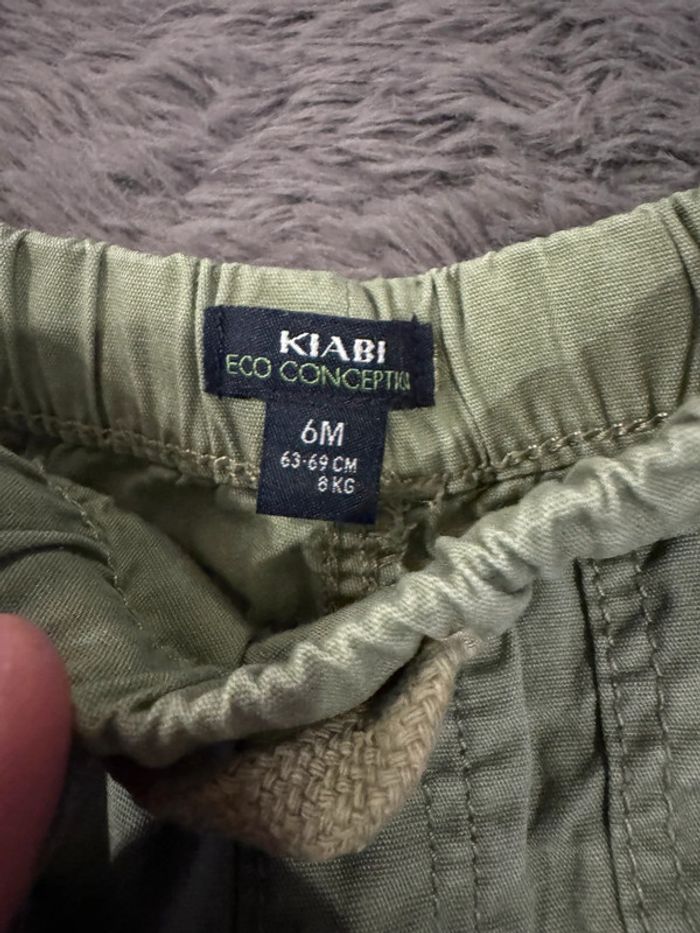 KIABI
ECO CONCEPTION
6M
63-69 CM
8 KG